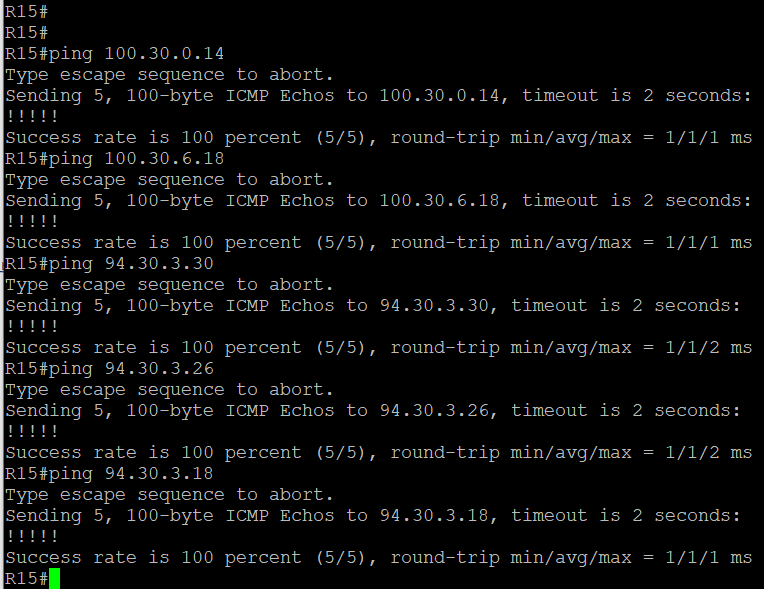 R15#
R15#
R15#ping 100.30.0.14
Type escape sequence to abort.
Sending 5, 100-byte ICMP Echos to 100.30.0.14, timeout is 2 seconds:
!!!!!
Success rate is 100 percent (5/5), round-trip min/avg/max = 1/1/1 ms
R15#ping 100.30.6.18
Type escape sequence to abort.
Sending 5, 100-byte ICMP Echos to 100.30.6.18, timeout is 2 seconds:
!!!!!
Success rate is 100 percent (5/5), round-trip min/avg/max = 1/1/1 ms
R15#ping 94.30.3.30
Type escape sequence to abort.
Sending 5, 100-byte ICMP Echos to 94.30.3.30, timeout is 2 seconds:
!!!!!
Success rate is 100 percent (5/5), round-trip min/avg/max = 1/1/2 ms
R15#ping 94.30.3.26
Type escape sequence to abort.
Sending 5, 100-byte ICMP Echos to 94.30.3.26, timeout is 2 seconds:
!!!!!
Success rate is 100 percent (5/5), round-trip min/avg/max = 1/1/2 ms
R15#ping 94.30.3.18
Type escape sequence to abort.
Sending 5, 100-byte ICMP Echos to 94.30.3.18, timeout is 2 seconds:
!!!!!
Success rate is 100 percent (5/5), round-trip min/avg/max = 1/1/1 ms
R15#